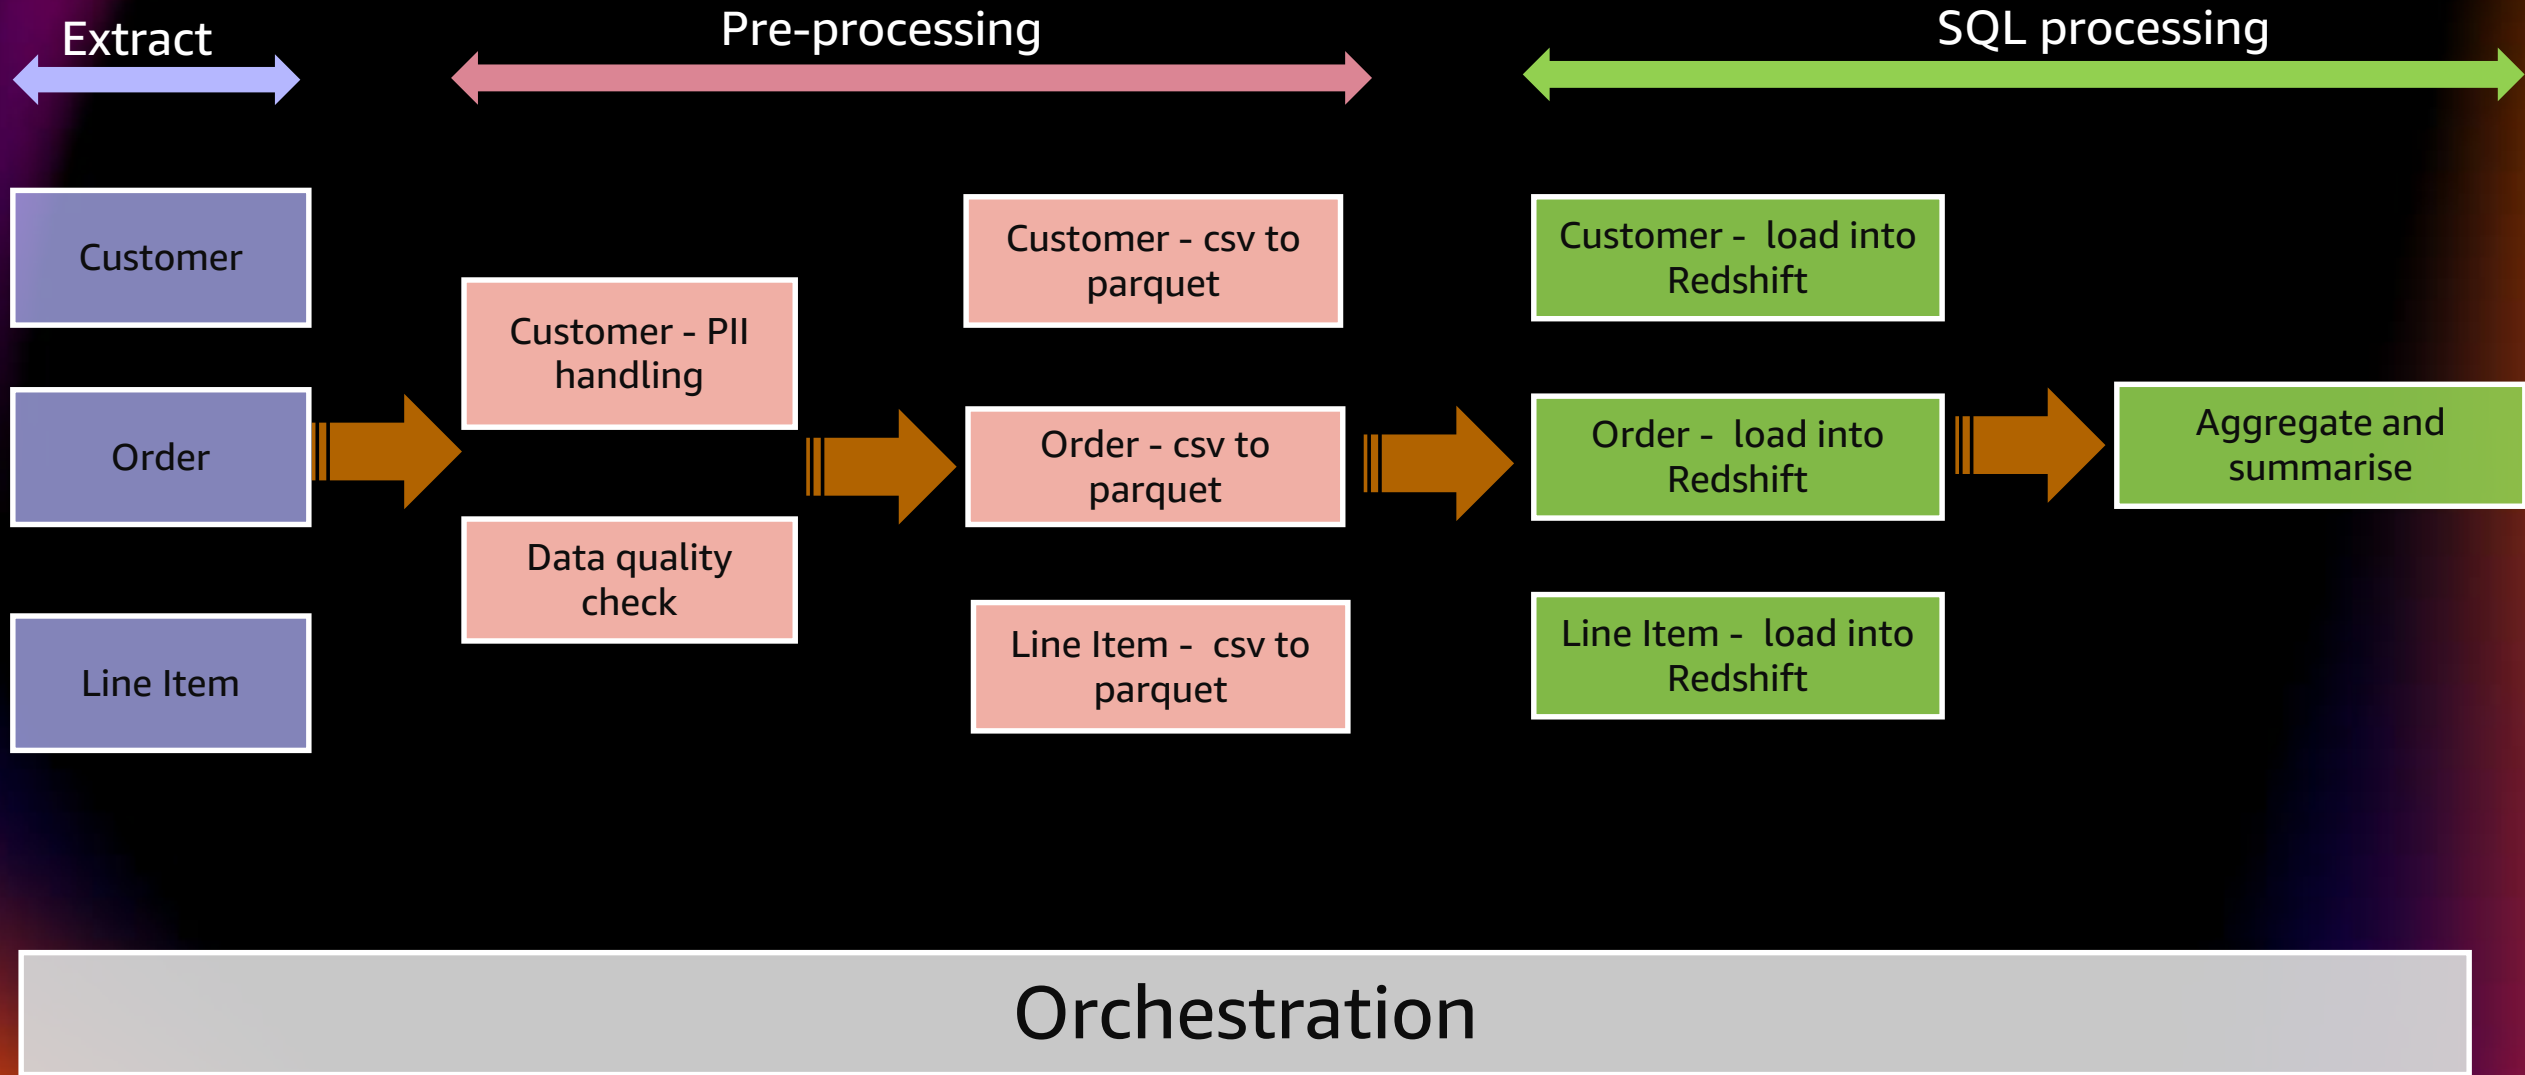 Extract
Pre-processing
SQL processing
Customer
Order
Line Item
Customer - PII
handling
Data quality
check
Customer - csv to
parquet
Order - csv to
parquet
Line Item -  csv to
parquet
Customer -  load into
Redshift
Order -  load into
Redshift
Line Item -  load into
Redshift
Aggregate and
summarise
Orchestration